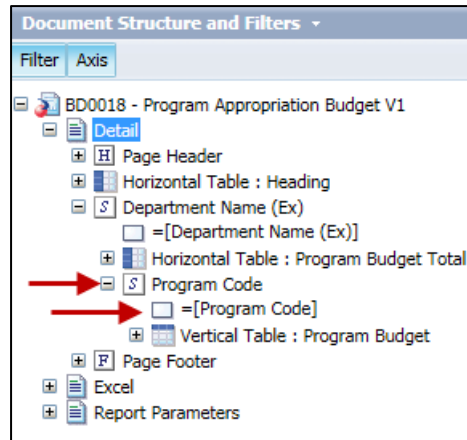 Document Structure and Filters
Filter Axis
BD0018 - Program Appropriation Budget V1
Detail
H Page Header
Horizontal Table : Heading
S Department Name (Ex)
=[Department Name (Ex)]
Horizontal Table : Program Budget Total
S Program Code
=[Program Code]
Vertical Table : Program Budget
F Page Footer
Excel
Report Parameters